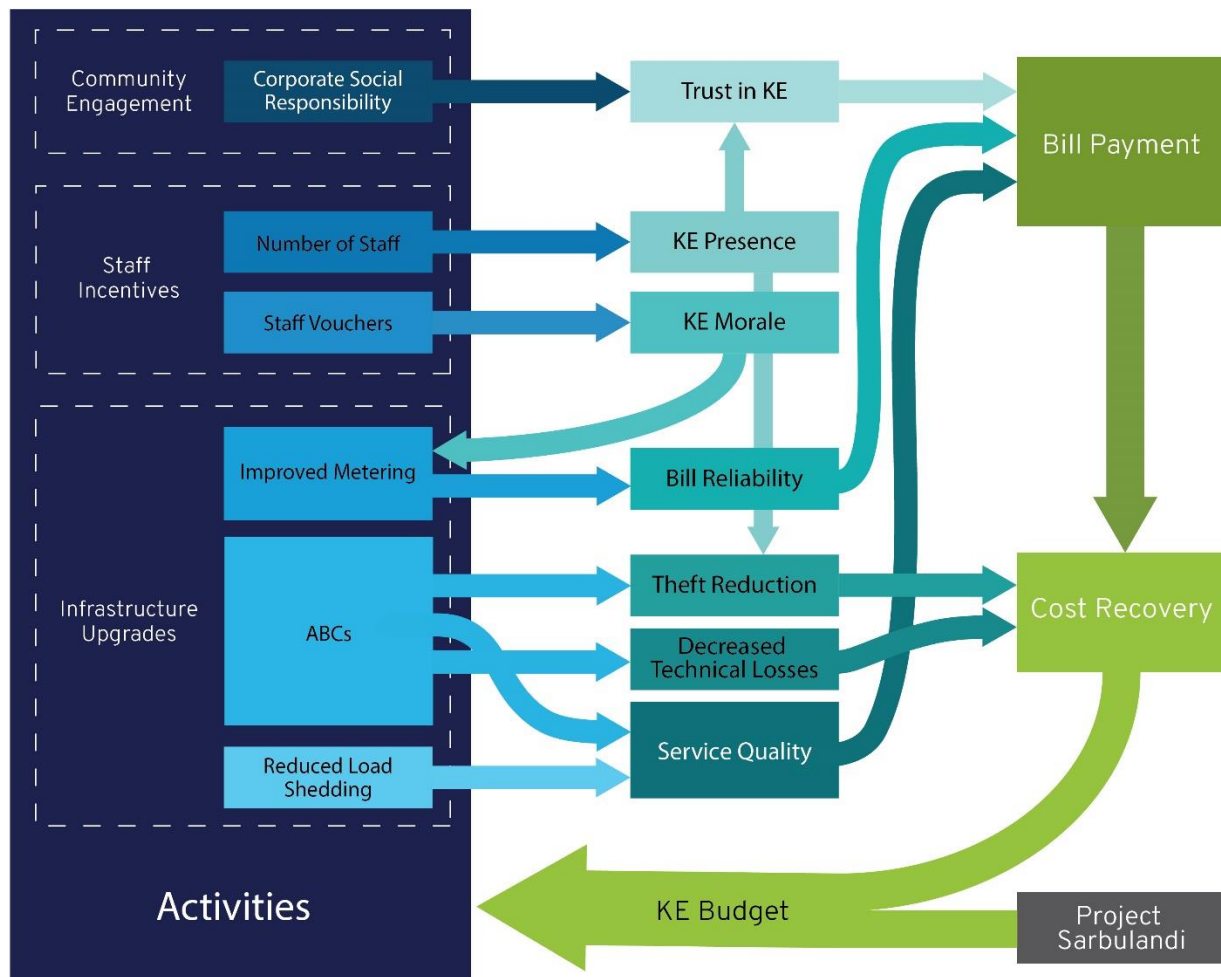 Community
Engagement
Corporate Social
Responsibility
Trust in KE
Bill Payment
Staff
Incentives
Number of Staff
KE Presence
Staff Vouchers
KE Morale
Infrastructure
Upgrades
Improved Metering
Bill Reliability
ABCs
Theft Reduction
Decreased
Technical Losses
Cost Recovery
Reduced Load
Shedding
Service Quality
Activities
KE Budget
Project
Sarbulandi